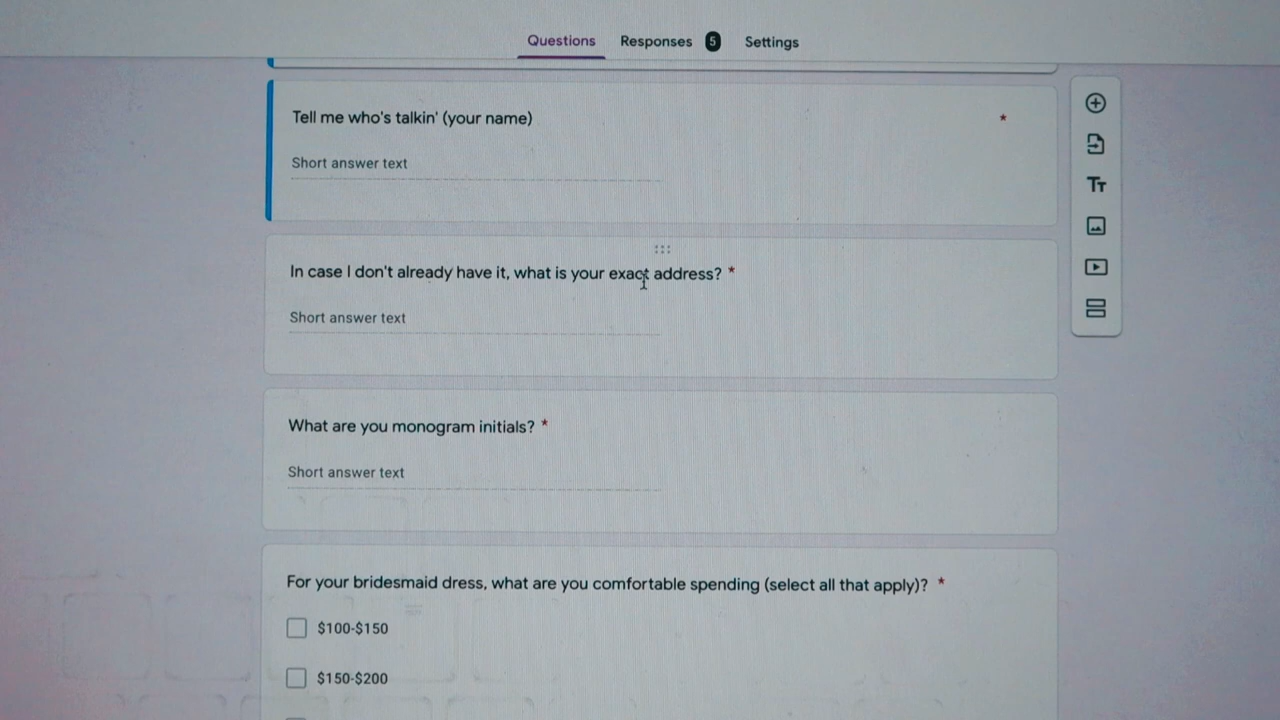 Questions Responses 5 Settings
Tell me who's talkin' (your name) *
Short answer text
In case I don't already have it, what is your exact address? *
Short answer text
What are you monogram initials? *
Short answer text
For your bridesmaid dress, what are you comfortable spending (select all that apply)? *
$100-$150
$150-$200